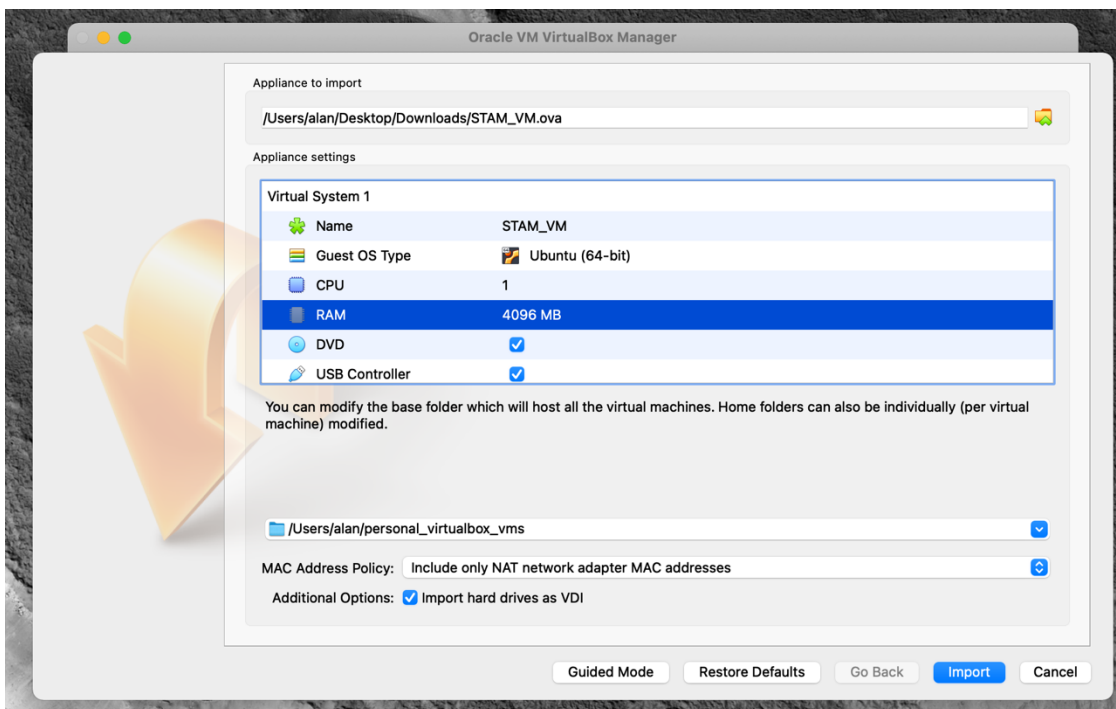 Oracle VM VirtualBox Manager
Appliance to import
/Users/alan/Desktop/Downloads/STAM_VM.ova
Appliance settings
Virtual System 1
Name STAM_VM
Guest OS Type Ubuntu (64-bit)
CPU 1
RAM 4096 MB
DVD
USB Controller
You can modify the base folder which will host all the virtual machines. Home folders can also be individually (per virtual
machine) modified.
/Users/alan/personal_virtualbox_vms
MAC Address Policy: Include only NAT network adapter MAC addresses
Additional Options: Import hard drives as VDI
Guided Mode Restore Defaults Go Back Import Cancel